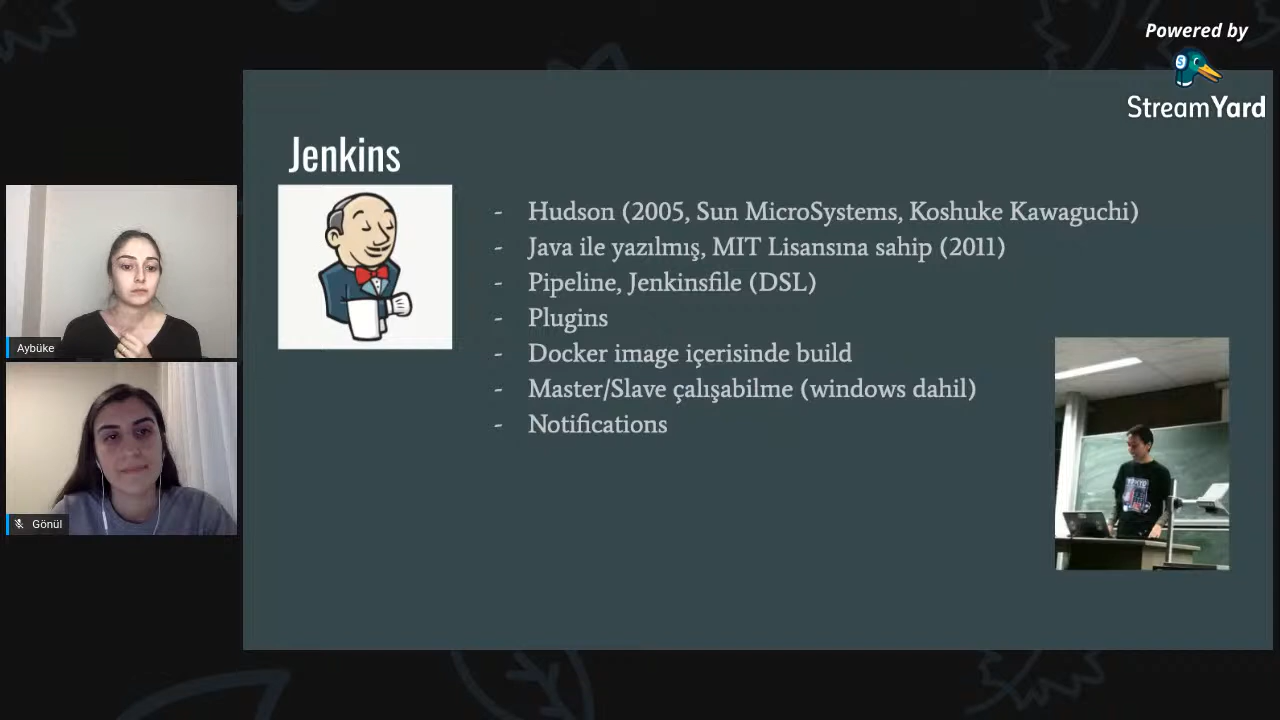 Powered by
StreamYard
Jenkins
- Hudson (2005, Sun MicroSystems, Koshuke Kawaguchi)
- Java ile yazılmış, MIT Lisansına sahip (2011)
- Pipeline, Jenkinsfile (DSL)
- Plugins
- Docker image içerisinde build
- Master/Slave çalışabilme (windows dahil)
- Notifications
Aybüke
Gönül